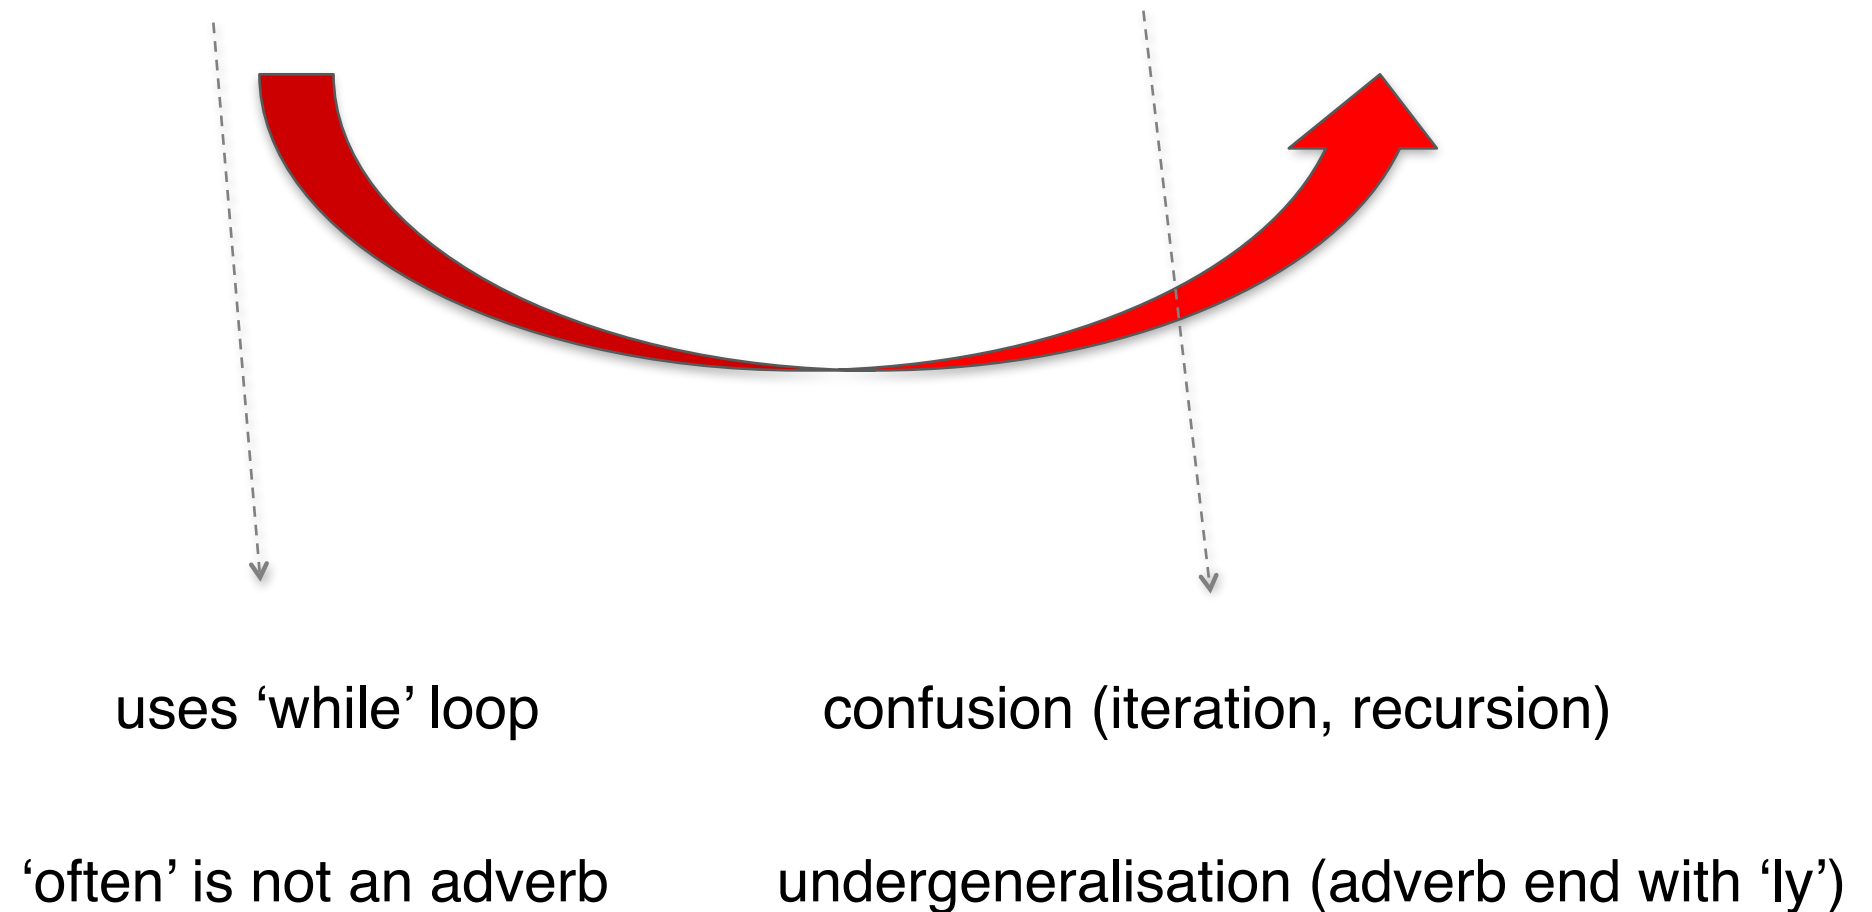 uses ‘while’ loop confusion (iteration, recursion)
‘often’ is not an adverb undergeneralisation (adverb end with ‘ly’)